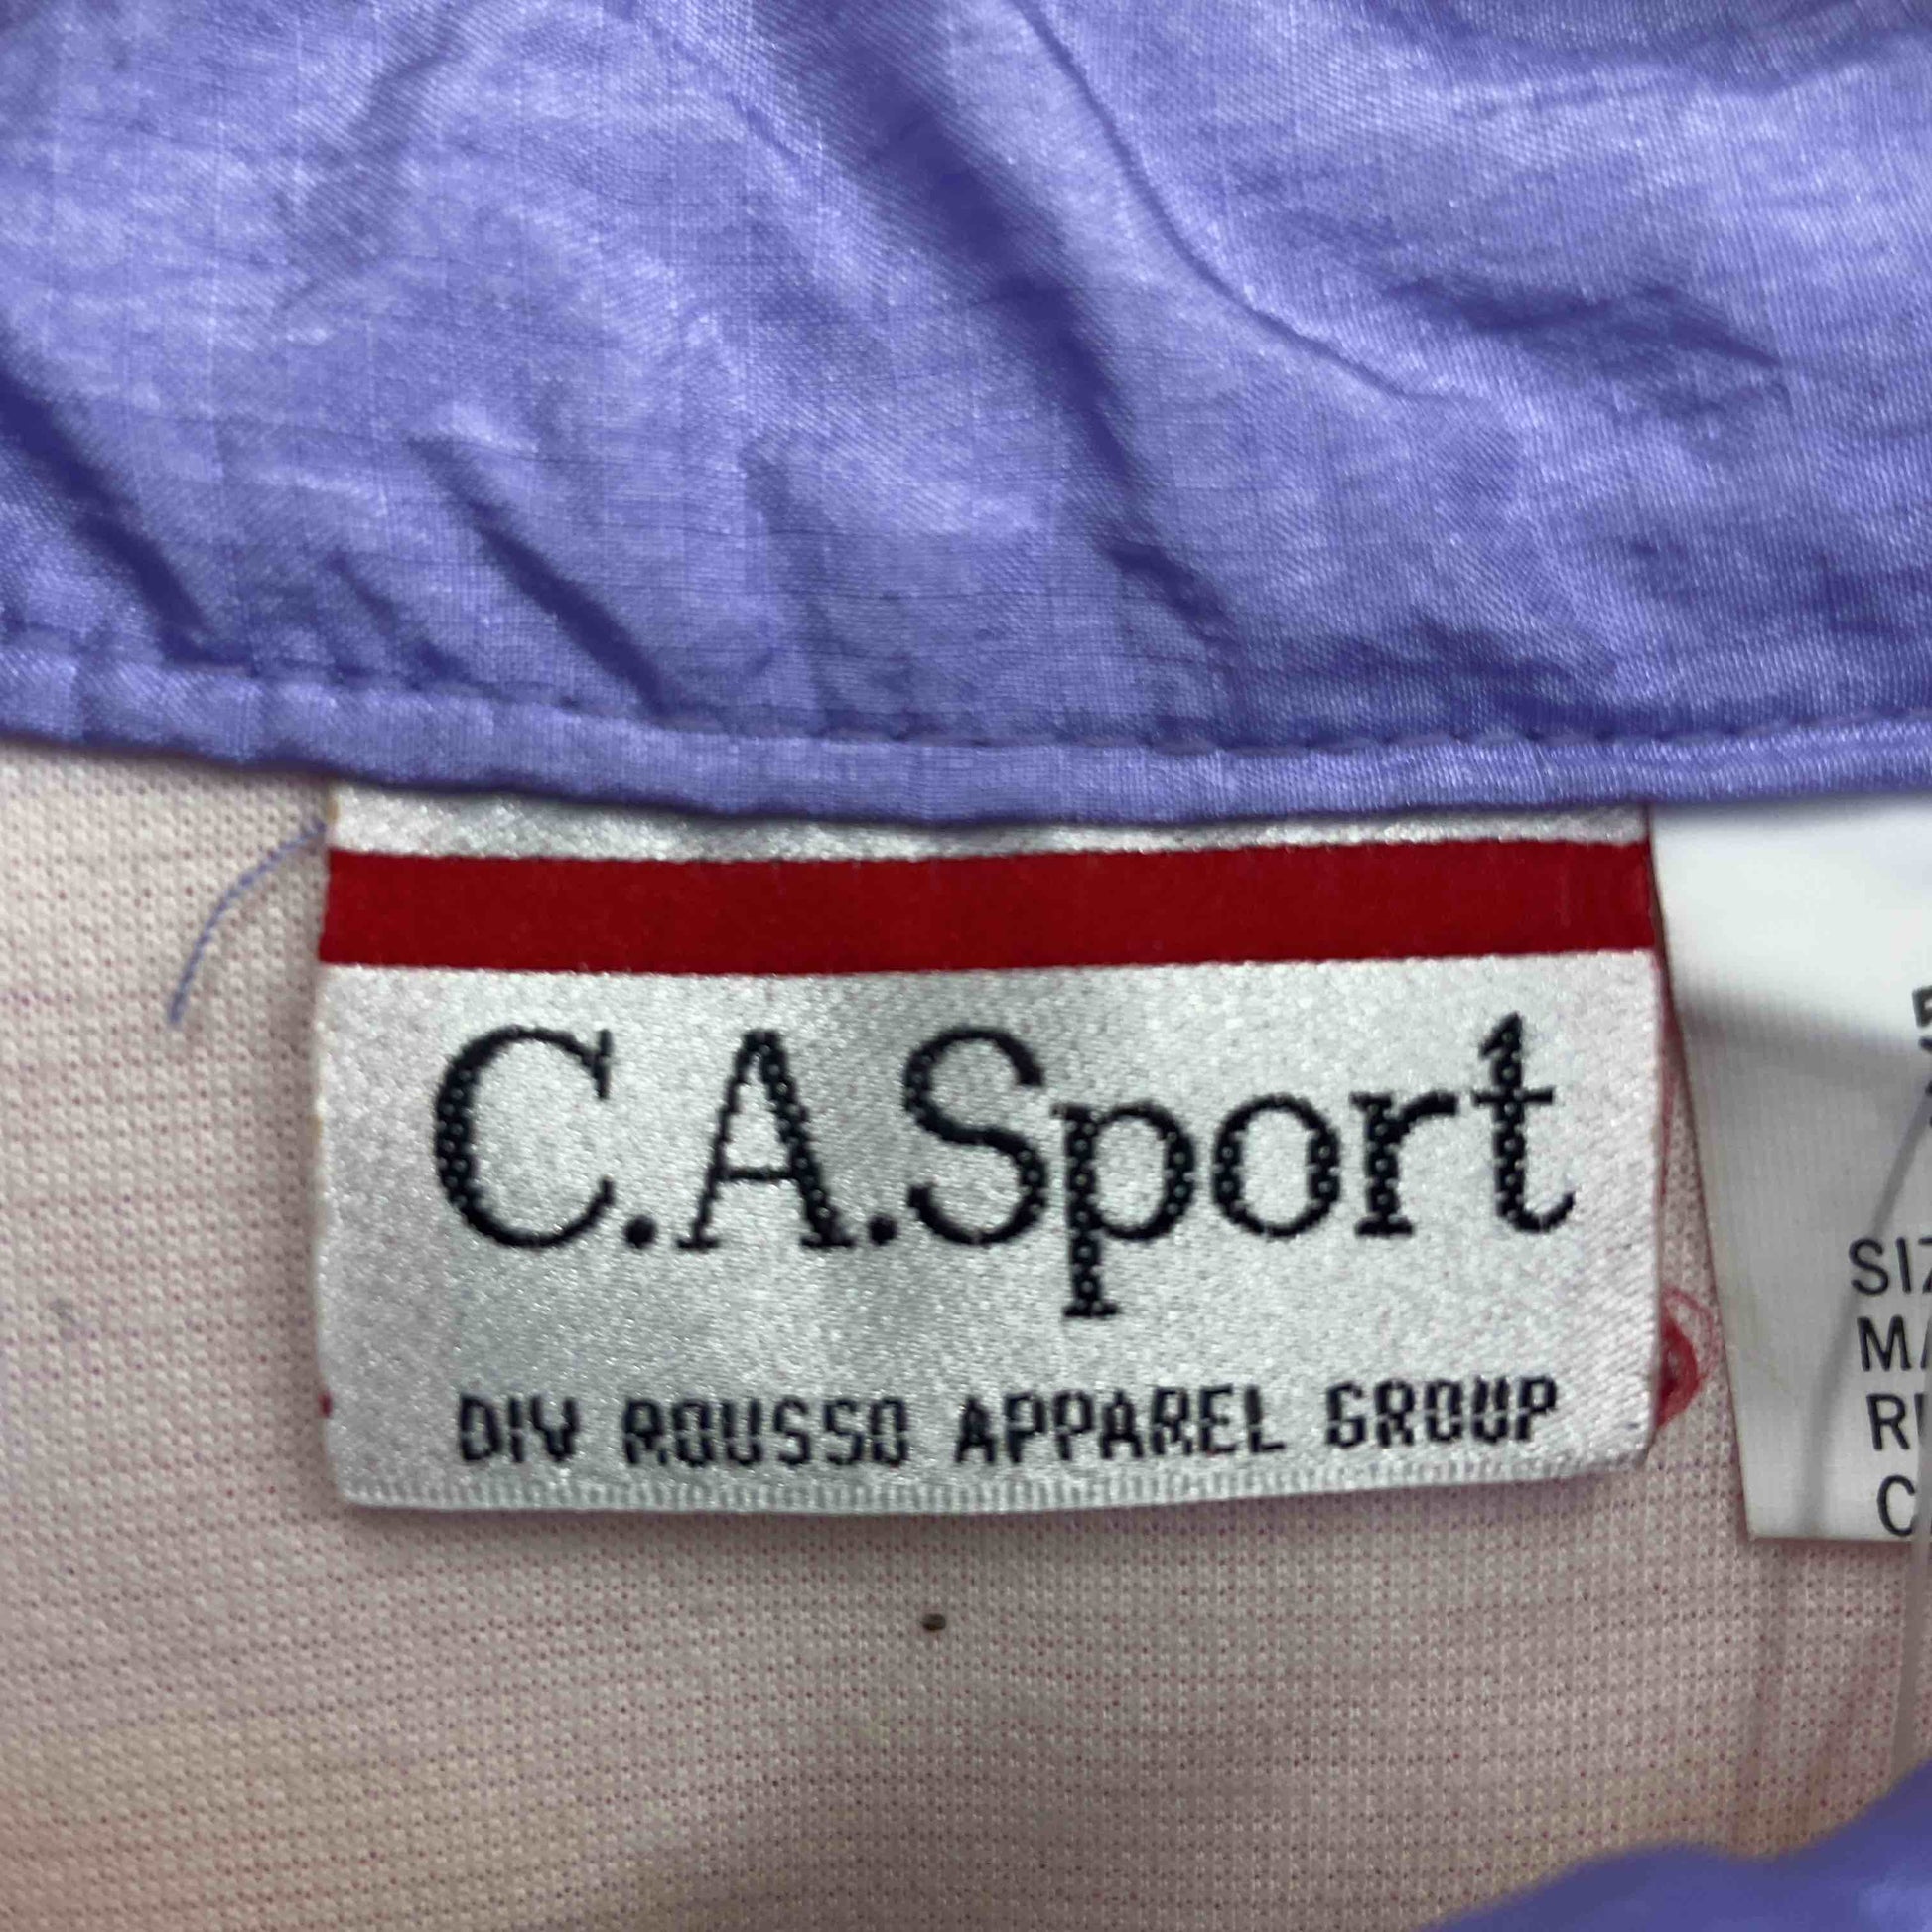 C.A.Sport
DIV ROUSSO APPAREL GROUP